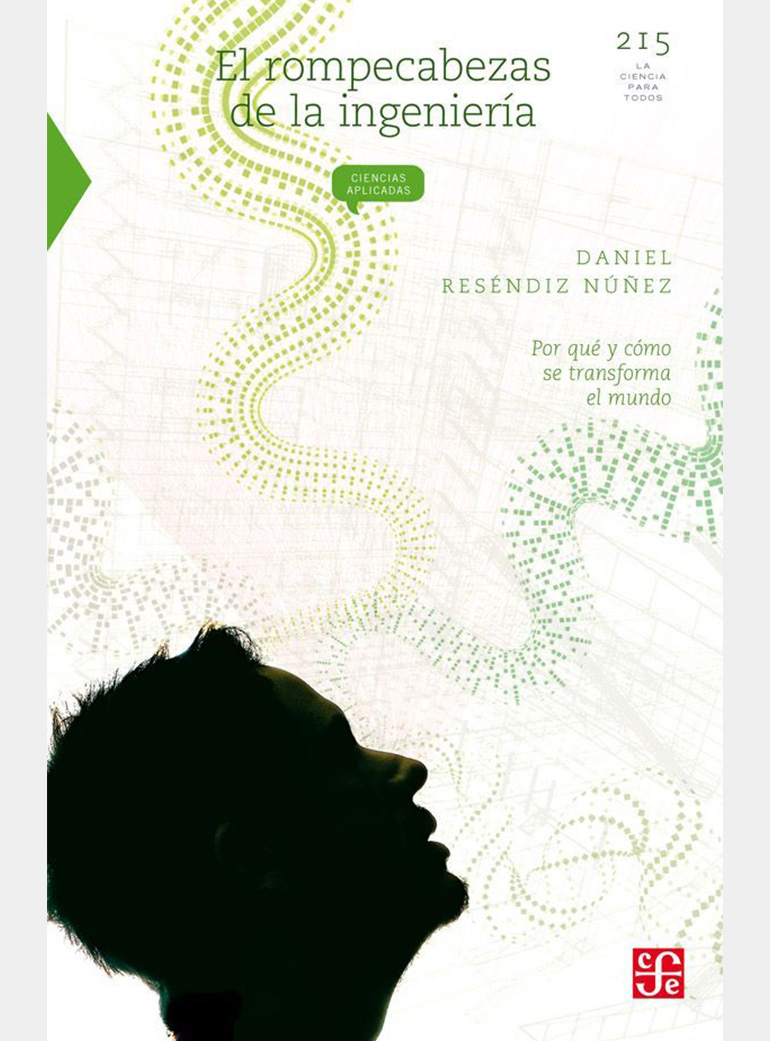 El rompecabezas
de la ingeniería
215
LA
CIENCIA
PARA
TODOS
CIENCIAS
APLICADAS
DANIEL
RESÉNDIZ NÚÑEZ
Por qué y cómo
se transforma
el mundo
cfe